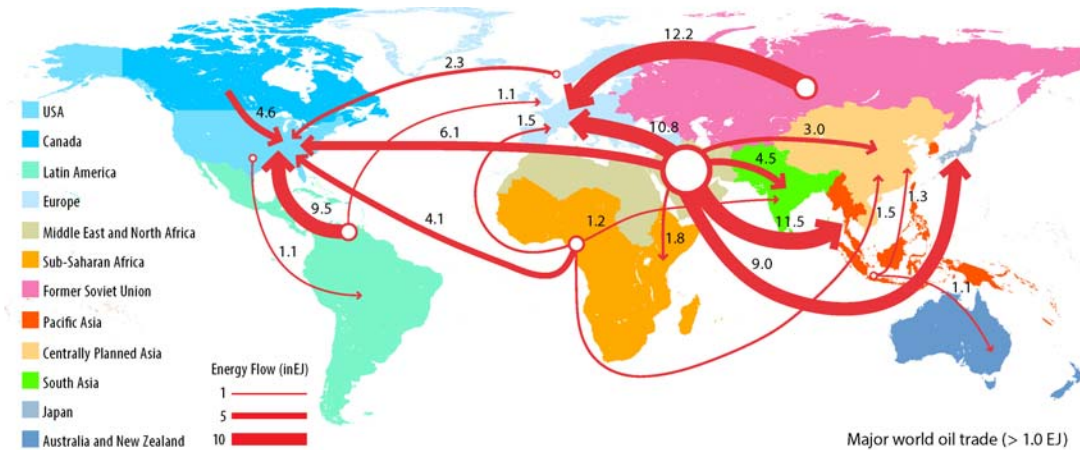 12.2
2.3
1.1
4.6
1.5
6.1
10.8
3.0
4.5
9.5
4.1
1.2
11.5
1.5
1.3
1.8
9.0
1.1
1.1
USA
Canada
Latin America
Europe
Middle East and North Africa
Sub-Saharan Africa
Former Soviet Union
Pacific Asia
Centrally Planned Asia
South Asia
Japan
Australia and New Zealand
Energy Flow (inEJ)
1
5
10
Major world oil trade (> 1.0 EJ)